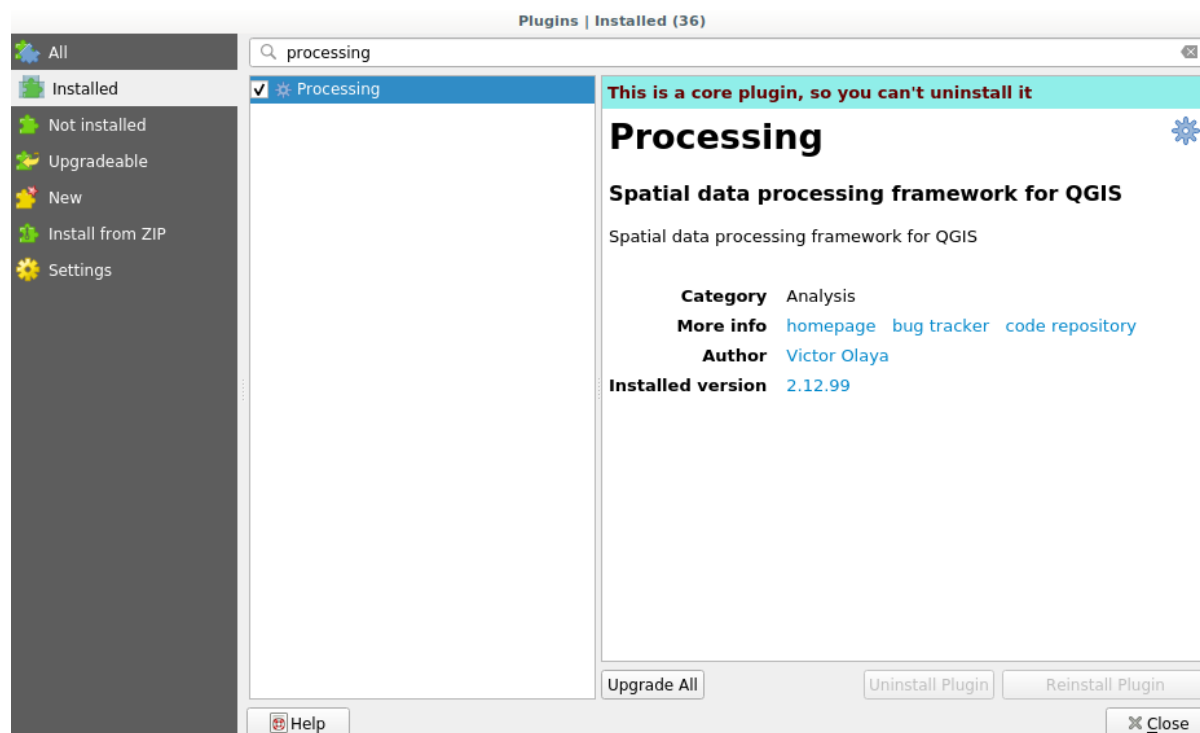 Plugins | Installed (36)
All
Installed
Not installed
Upgradeable
New
Install from ZIP
Settings
processing
Processing
This is a core plugin, so you can't uninstall it
Processing
Spatial data processing framework for QGIS
Spatial data processing framework for QGIS
Category Analysis
More info homepage bug tracker code repository
Author Victor Olaya
Installed version 2.12.99
Upgrade All Uninstall Plugin Reinstall Plugin
Help Close